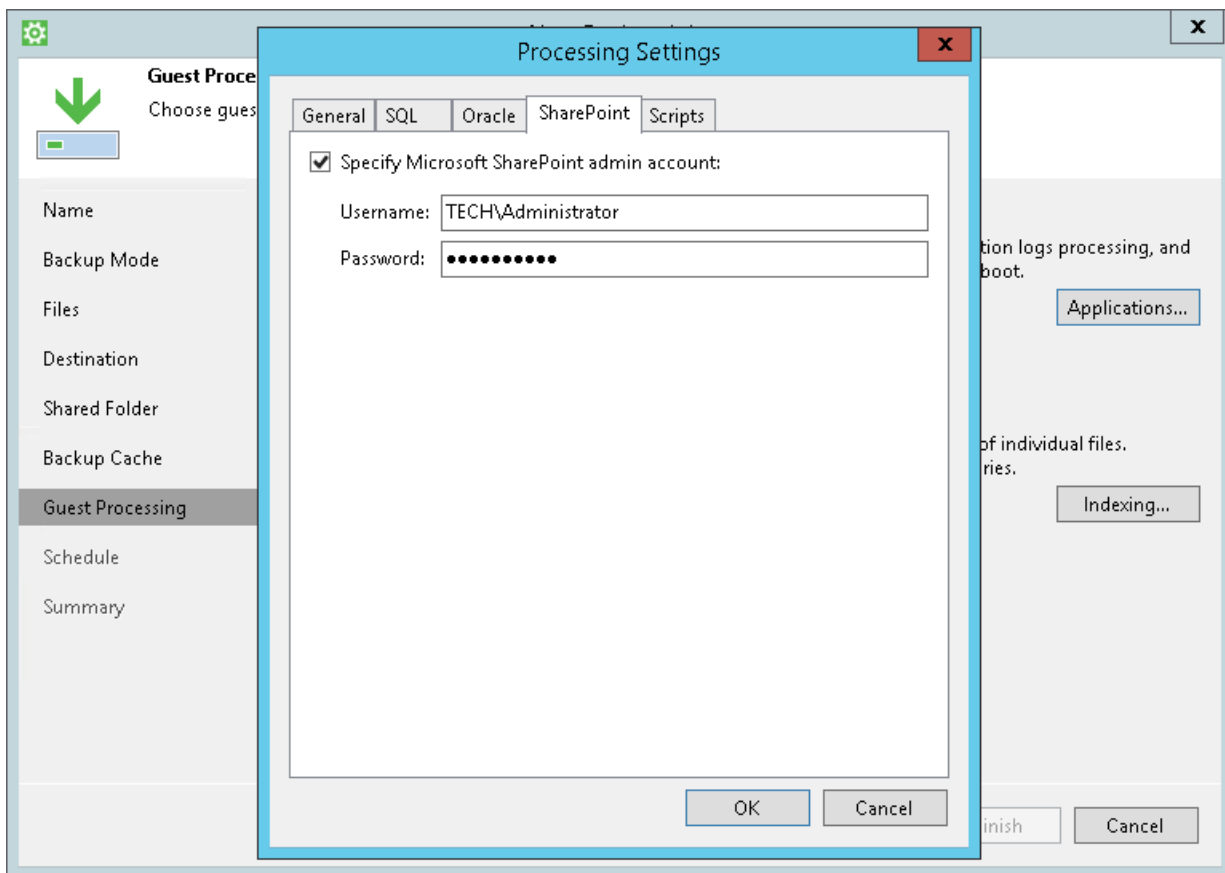 X
Processing Settings
x
Guest Proce
Choose gues
General SQL Oracle SharePoint Scripts
Specify Microsoft SharePoint admin account:
Username: TECH\Administrator
Password: ●●●●●●●●●●
Name
Backup Mode
Files
Destination
Shared Folder
Backup Cache
Guest Processing
Schedule
Summary
tion logs processing, and
boot.
Applications...
of individual files.
ries.
Indexing...
OK Cancel
inish Cancel